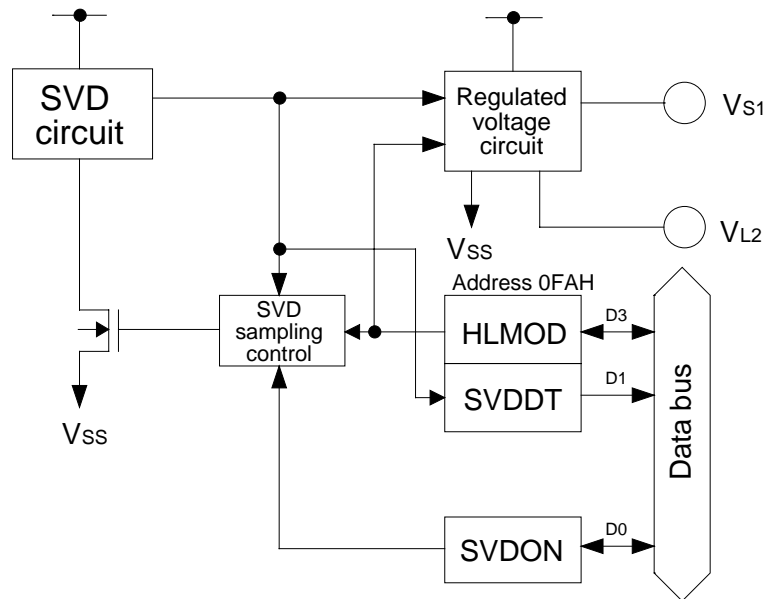 SVD
circuit
Regulated
voltage
circuit
VS1
VL2
VSS
Address 0FAH
SVD
sampling
control
HLMOD
D3
SVDDT
D1
VSS
Data bus
SVDON
D0